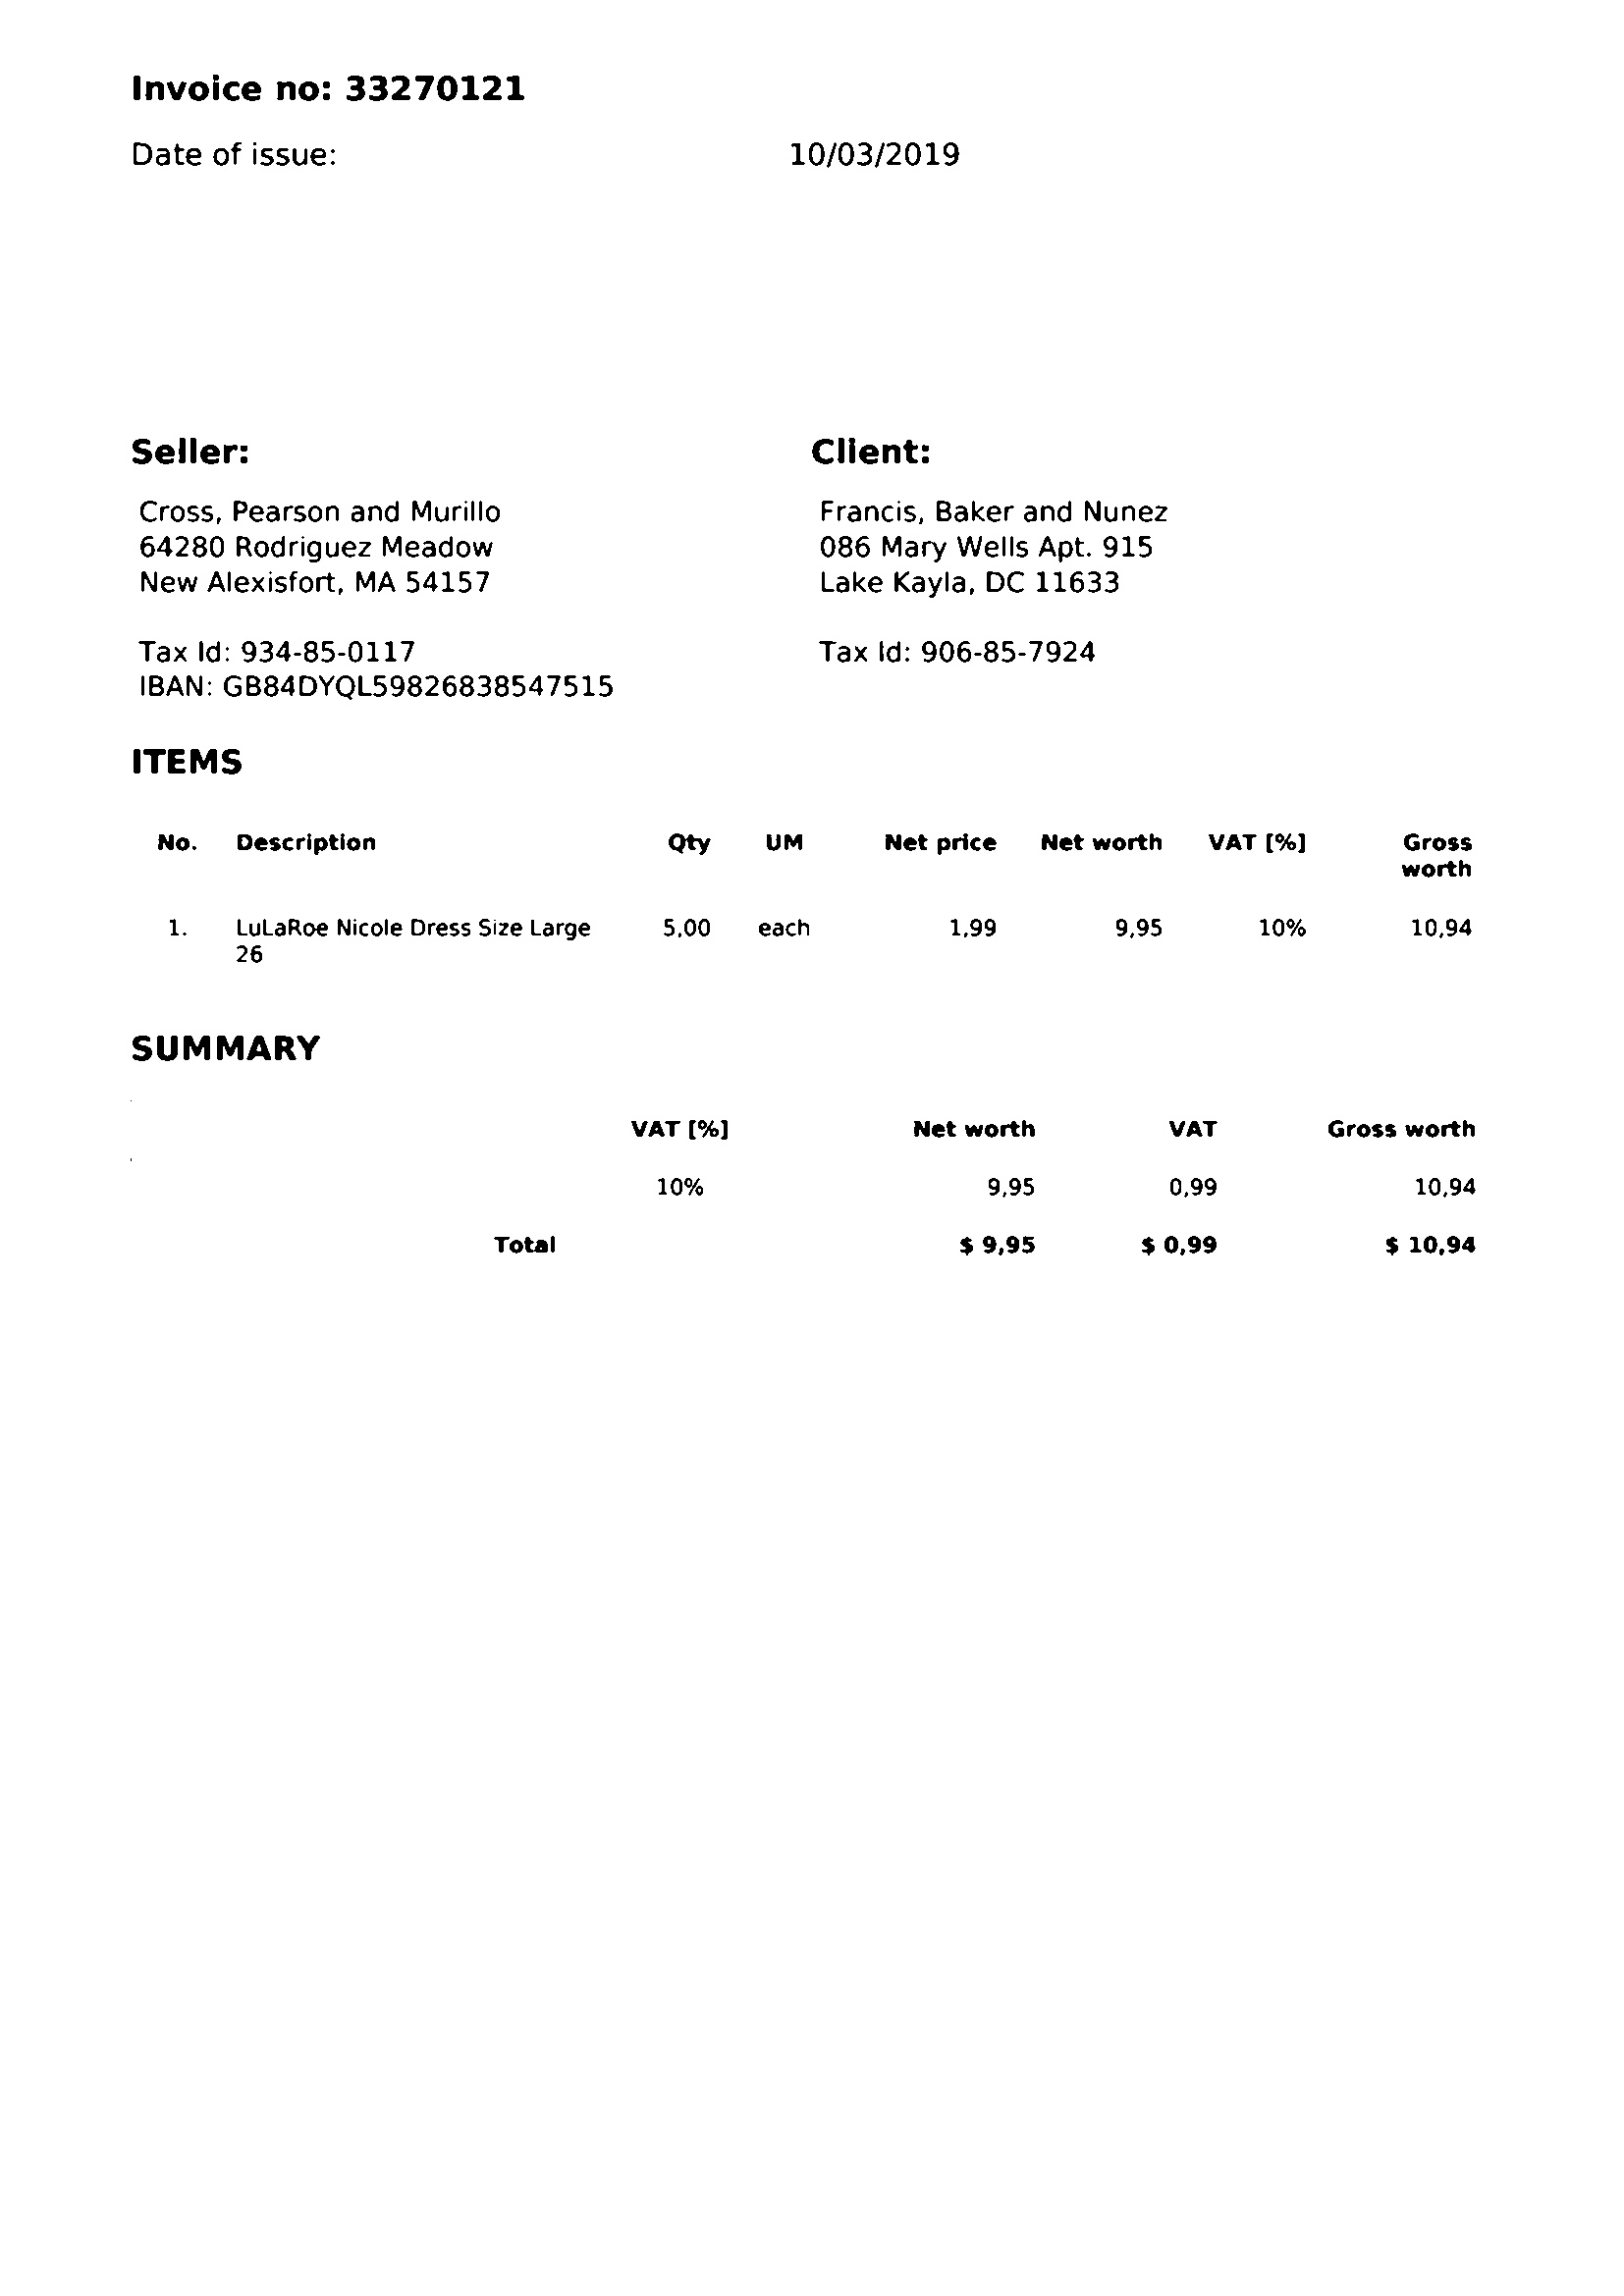 Invoice no: 33270121
Date of issue: 10/03/2019
Seller:
Cross, Pearson and Murillo
64280 Rodriguez Meadow
New Alexisfort, MA 54157
Tax Id: 934-85-0117
IBAN: GB84DYQL59826838547515
Client:
Francis, Baker and Nunez
086 Mary Wells Apt. 915
Lake Kayla, DC 11633
Tax Id: 906-85-7924
ITEMS
No. Description Qty UM Net price Net worth VAT [%] Gross
worth
1. LuLaRoe Nicole Dress Size Large 5,00 each 1,99 9,95 10% 10,94
26
SUMMARY
VAT [%] Net worth VAT Gross worth
10% 9,95 0,99 10,94
Total $ 9,95 $ 0,99 $ 10,94